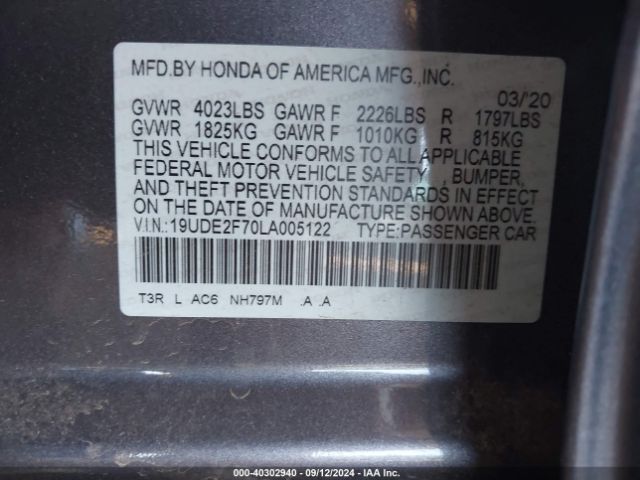 MFD.BY HONDA OF AMERICA MFG.,INC.
03/'20
GVWR 4023LBS GAWR F 2226LBS R 1797LBS
GVWR 1825KG GAWR F 1010KG R 815KG
THIS VEHICLE CONFORMS TO ALL APPLICABLE
FEDERAL MOTOR VEHICLE SAFETY , BUMPER,
AND THEFT PREVENTION STANDARDS IN EFFECT
ON THE DATE OF MANUFACTURE SHOWN ABOVE.
V.I.N.:19UDE2F70LA005122 TYPE:PASSENGER CAR
T3R L AC6 NH797M .A .A
00-40302940 - 09/12/2024 - IAA Inc.